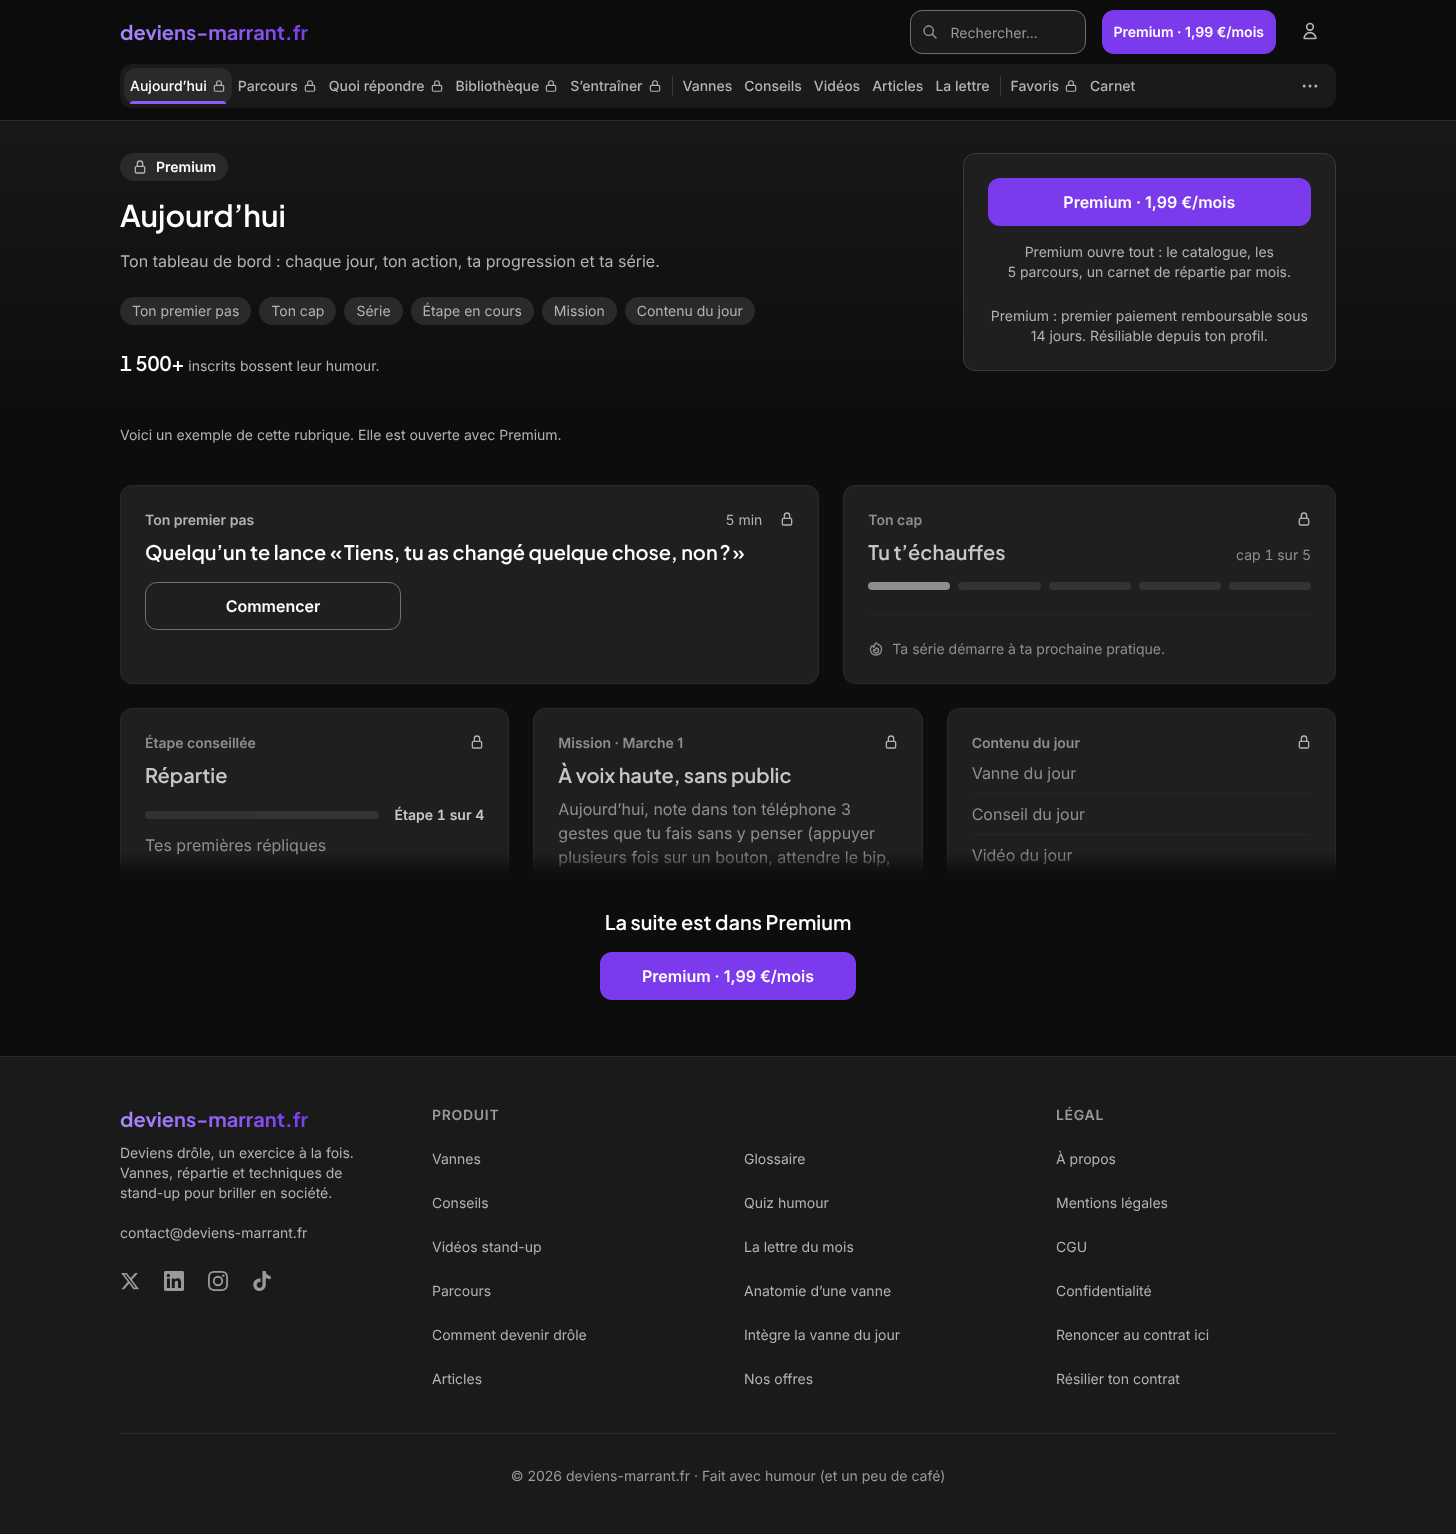 deviens-marrant.fr
Rechercher...
Premium · 1,99 €/mois
Aujourd’hui
Parcours
Quoi répondre
Bibliothèque
S’entraîner
Vannes
Conseils
Vidéos
Articles
La lettre
Favoris
Carnet
Premium
Aujourd’hui
Ton tableau de bord : chaque jour, ton action, ta progression et ta série.
Ton premier pas
Ton cap
Série
Étape en cours
Mission
Contenu du jour
1 500+ inscrits bossent leur humour.
Premium · 1,99 €/mois
Premium ouvre tout : le catalogue, les
5 parcours, un carnet de répartie par mois.
Premium : premier paiement remboursable sous
14 jours. Résiliable depuis ton profil.
Voici un exemple de cette rubrique. Elle est ouverte avec Premium.
Ton premier pas
5 min
Quelqu’un te lance « Tiens, tu as changé quelque chose, non ? »
Commencer
Ton cap
Tu t’échauffes
cap 1 sur 5
Ta série démarre à ta prochaine pratique.
Étape conseillée
Répartie
Étape 1 sur 4
Tes premières répliques
Mission · Marche 1
À voix haute, sans public
Aujourd’hui, note dans ton téléphone 3
gestes que tu fais sans y penser (appuyer
plusieurs fois sur un bouton, attendre le bip,
Contenu du jour
Vanne du jour
Conseil du jour
Vidéo du jour
La suite est dans Premium
Premium · 1,99 €/mois
deviens-marrant.fr
Deviens drôle, un exercice à la fois.
Vannes, répartie et techniques de
stand-up pour briller en société.
contact@deviens-marrant.fr
PRODUIT
Vannes
Conseils
Vidéos stand-up
Parcours
Comment devenir drôle
Articles
Glossaire
Quiz humour
La lettre du mois
Anatomie d’une vanne
Intègre la vanne du jour
Nos offres
LÉGAL
À propos
Mentions légales
CGU
Confidentialité
Renoncer au contrat ici
Résilier ton contrat
© 2026 deviens-marrant.fr · Fait avec humour (et un peu de café)